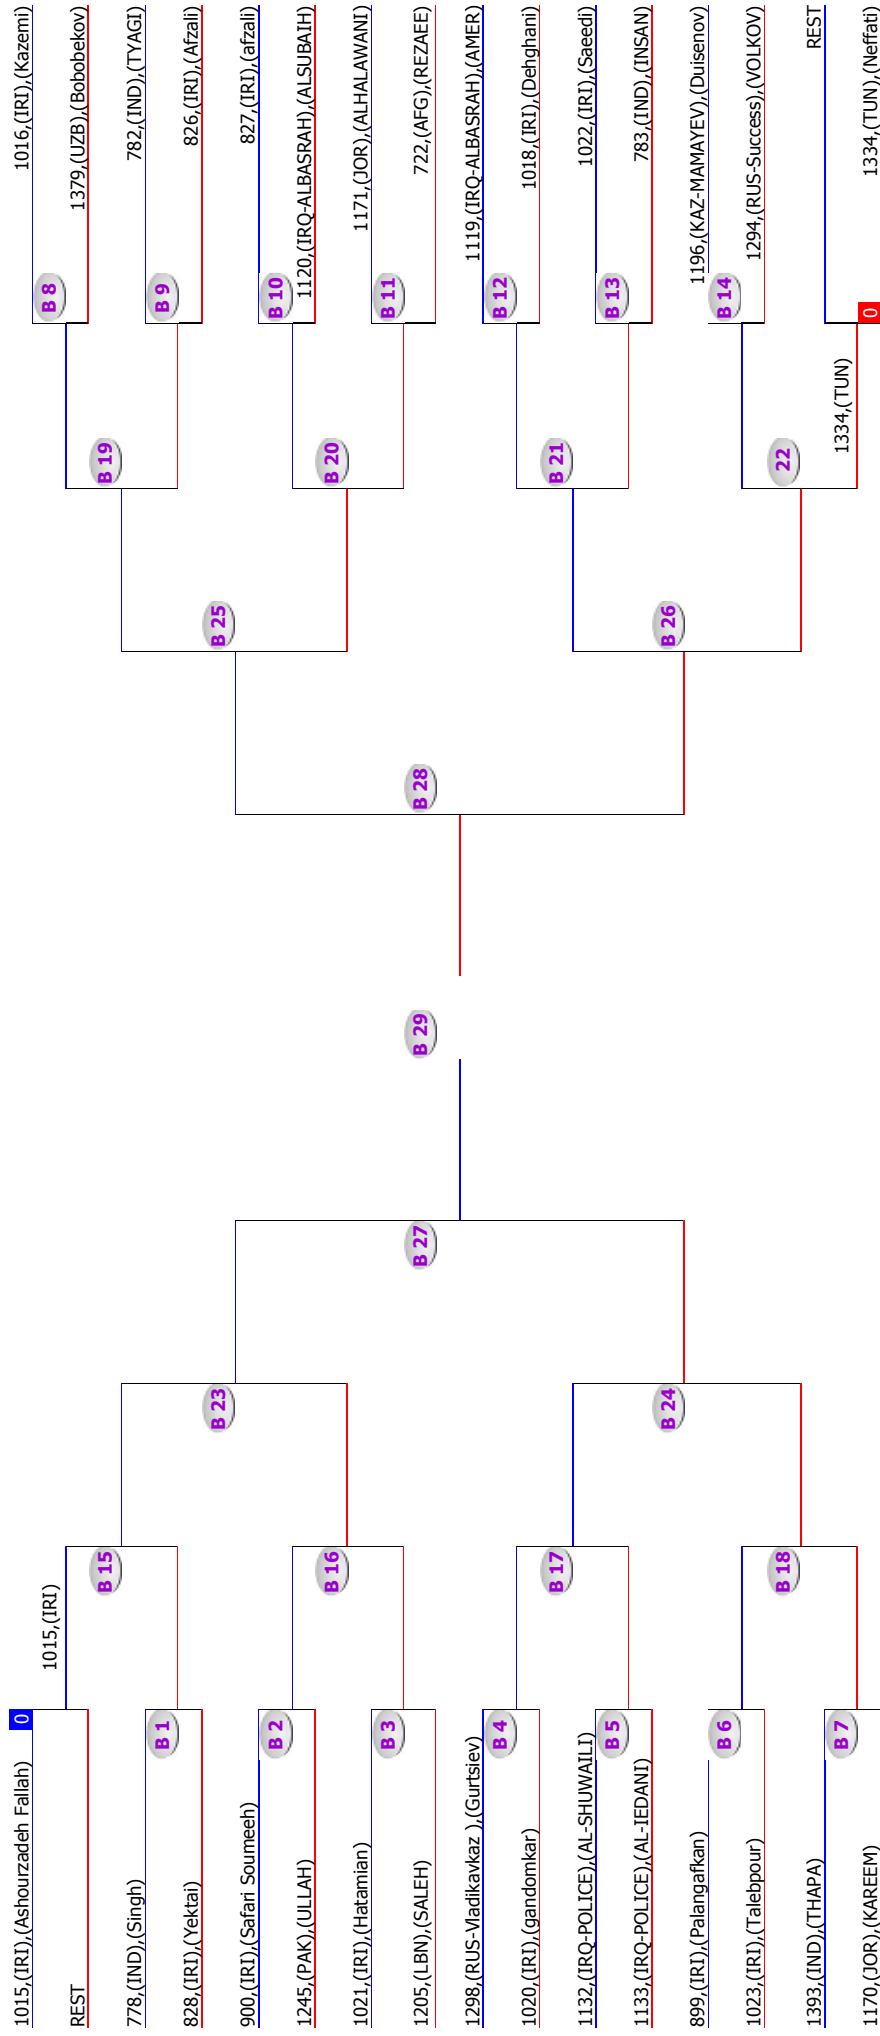 1015,(IRI),(Ashourzadeh Fallah)
0
REST
1015,(IRI)
B 15
778,(IND),(Singh)
B 1
828,(IRI),(Yektai)
B 23
900,(IRI),(Safari Soumeeh)
B 2
1245,(PAK),(ULLAH)
B 16
1021,(IRI),(Hatamian)
B 3
1205,(LBN),(SALEH)
B 27
B 29
1298,(RUS-Vladikavkaz ),(Gurtsiev)
B 4
1020,(IRI),(gandomkar)
B 17
1132,(IRQ-POLICE),(AL-SHUWAILI)
B 5
1133,(IRQ-POLICE),(AL-IEDANI)
B 24
899,(IRI),(Palangafkan)
B 6
1023,(IRI),(Talebpour)
B 18
1393,(IND),(THAPA)
B 7
1170,(JOR),(KAREEM)
1016,(IRI),(Kazemi)
B 8
1379,(UZB),(Bobobekov)
B 19
782,(IND),(TYAGI)
B 9
826,(IRI),(Afzali)
B 25
827,(IRI),(afzali)
B 10
1120,(IRQ-ALBASRAH),(ALSUBAIH)
B 20
1171,(JOR),(ALHALAWANI)
B 11
722,(AFG),(REZAEE)
B 28
1119,(IRQ-ALBASRAH),(AMER)
B 12
1018,(IRI),(Dehghani)
B 21
1022,(IRI),(Saeedi)
B 13
783,(IND),(INSAN)
B 26
1196,(KAZ-MAMAYEV),(Duisenov)
B 14
1294,(RUS-Success),(VOLKOV)
22
REST
1334,(TUN)
0
1334,(TUN),(Neffati)